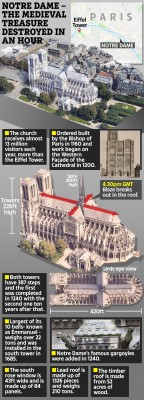 NOTRE DAME –
THE MEDIEVAL
TREASURE
DESTROYED IN
AN HOUR
PARIS
Eiffel
Tower
NOTRE DAME
The church
receives almost
13 million
visitors each
year, more than
the Eiffel Tower.
Ordered built
by the Bishop of
Paris in 1160
and work began
on the
Western
Façade of the
Cathedral in 1200.
4.30pm GMT
Blaze breaks
out in the roof
Spire
300ft
high
Towers
226ft
high
Birds eye view
420ft
Both towers
have 387 steps
and the first
was completed
in 1240 with the
second one ten
years after that.
Largest of its
10 bells- known
as Emmanuel -
weighs over 22
tons and was
installed in the
south tower in
1685.
Notre Dame's famous gargoyles
were added in 1240.
The south
rose window is
43ft wide and is
made up of 84
panels.
Lead roof is
made up of
1326 pieces
and weighs
210 tons.
The timber
roof is made
from 52
acres of
wood.